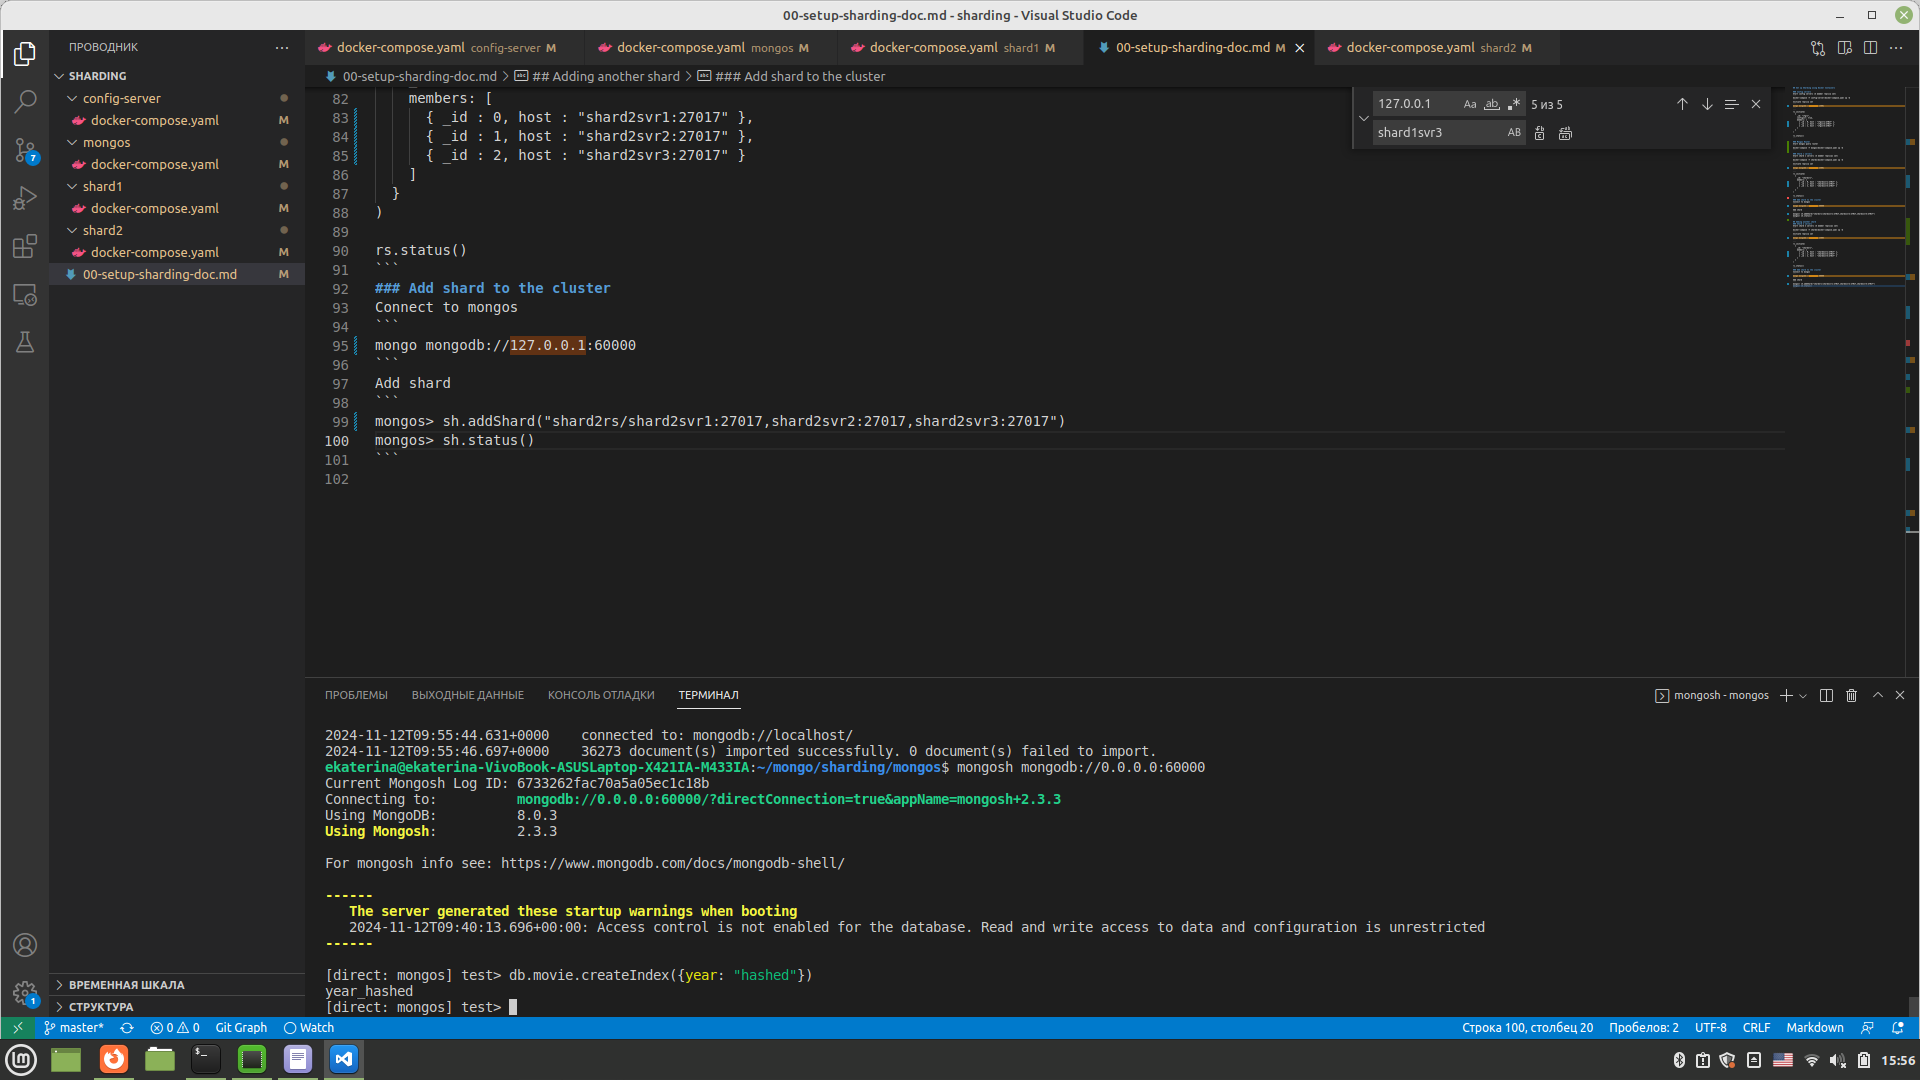 00-setup-sharding-doc.md - sharding - Visual Studio Code
ПРОВОДНИК
docker-compose.yaml config-server M
docker-compose.yaml mongos M
docker-compose.yaml shard1 M
00-setup-sharding-doc.md M
docker-compose.yaml shard2 M
SHARDING
config-server
docker-compose.yaml M
mongos
docker-compose.yaml M
shard1
docker-compose.yaml M
shard2
docker-compose.yaml M
00-setup-sharding-doc.md M
ВРЕМЕННАЯ ШКАЛА
СТРУКТУРА
7
1
00-setup-sharding-doc.md > ## Adding another shard > ### Add shard to the cluster
127.0.0.1 Aa ab .* 5 из 5
shard1svr3 AB
82 members: [
83 { _id : 0, host : "shard2svr1:27017" },
84 { _id : 1, host : "shard2svr2:27017" },
85 { _id : 2, host : "shard2svr3:27017" }
86 ]
87 }
88 )
89
90 rs.status()
91 ```
92 ### Add shard to the cluster
93 Connect to mongos
94 ```
95 mongo mongodb://127.0.0.1:60000
96 ```
97 Add shard
98 ```
99 mongos> sh.addShard("shard2rs/shard2svr1:27017,shard2svr2:27017,shard2svr3:27017")
100 mongos> sh.status()
101 ```
102
ПРОБЛЕМЫ ВЫХОДНЫЕ ДАННЫЕ КОНСОЛЬ ОТЛАДКИ ТЕРМИНАЛ
mongosh - mongos
2024-11-12T09:55:44.631+0000 connected to: mongodb://localhost/
2024-11-12T09:55:46.697+0000 36273 document(s) imported successfully. 0 document(s) failed to import.
ekaterina@ekaterina-VivoBook-ASUSLaptop-X421IA-M433IA:~/mongo/sharding/mongos$ mongosh mongodb://0.0.0.0:60000
Current Mongosh Log ID: 6733262fac70a5a05ec1c18b
Connecting to: mongodb://0.0.0.0:60000/?directConnection=true&appName=mongosh+2.3.3
Using MongoDB: 8.0.3
Using Mongosh: 2.3.3
For mongosh info see: https://www.mongodb.com/docs/mongodb-shell/
------
The server generated these startup warnings when booting
2024-11-12T09:40:13.696+00:00: Access control is not enabled for the database. Read and write access to data and configuration is unrestricted
------
[direct: mongos] test> db.movie.createIndex({year: "hashed"})
year_hashed
[direct: mongos] test>
master* 0 0 Git Graph Watch
Строка 100, столбец 20 Пробелов: 2 UTF-8 CRLF Markdown
15:56